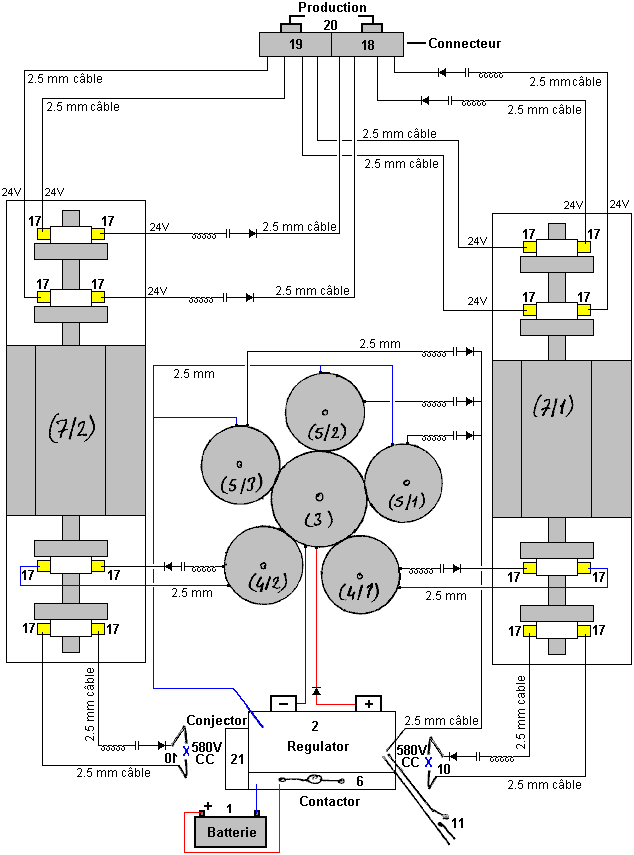 Production
20
19
18
Connecteur
2.5 mm câble
2.5 mm câble
2.5 mm câble
2.5 mm câble
2.5 mm câble
2.5 mm câble
24V
24V
24V
24V
17
17
24V
2.5 mm câble
24V
17
17
17
17
24V
2.5 mm câble
24V
17
17
2.5 mm
2.5 mm
(7/2)
(7/1)
(5/2)
(5/3)
(5/1)
(3)
(4/2)
(4/1)
17
17
2.5 mm
2.5 mm
17
17
17
17
17
17
2.5 mm câble
2.5 mm câble
−
+
Conjector
2
Regulator
2.5 mm câble
10
580V
CC
21
580V
CC
10
2.5 mm câble
2.5 mm câble
6
Contactor
+
1
-
Batterie
11